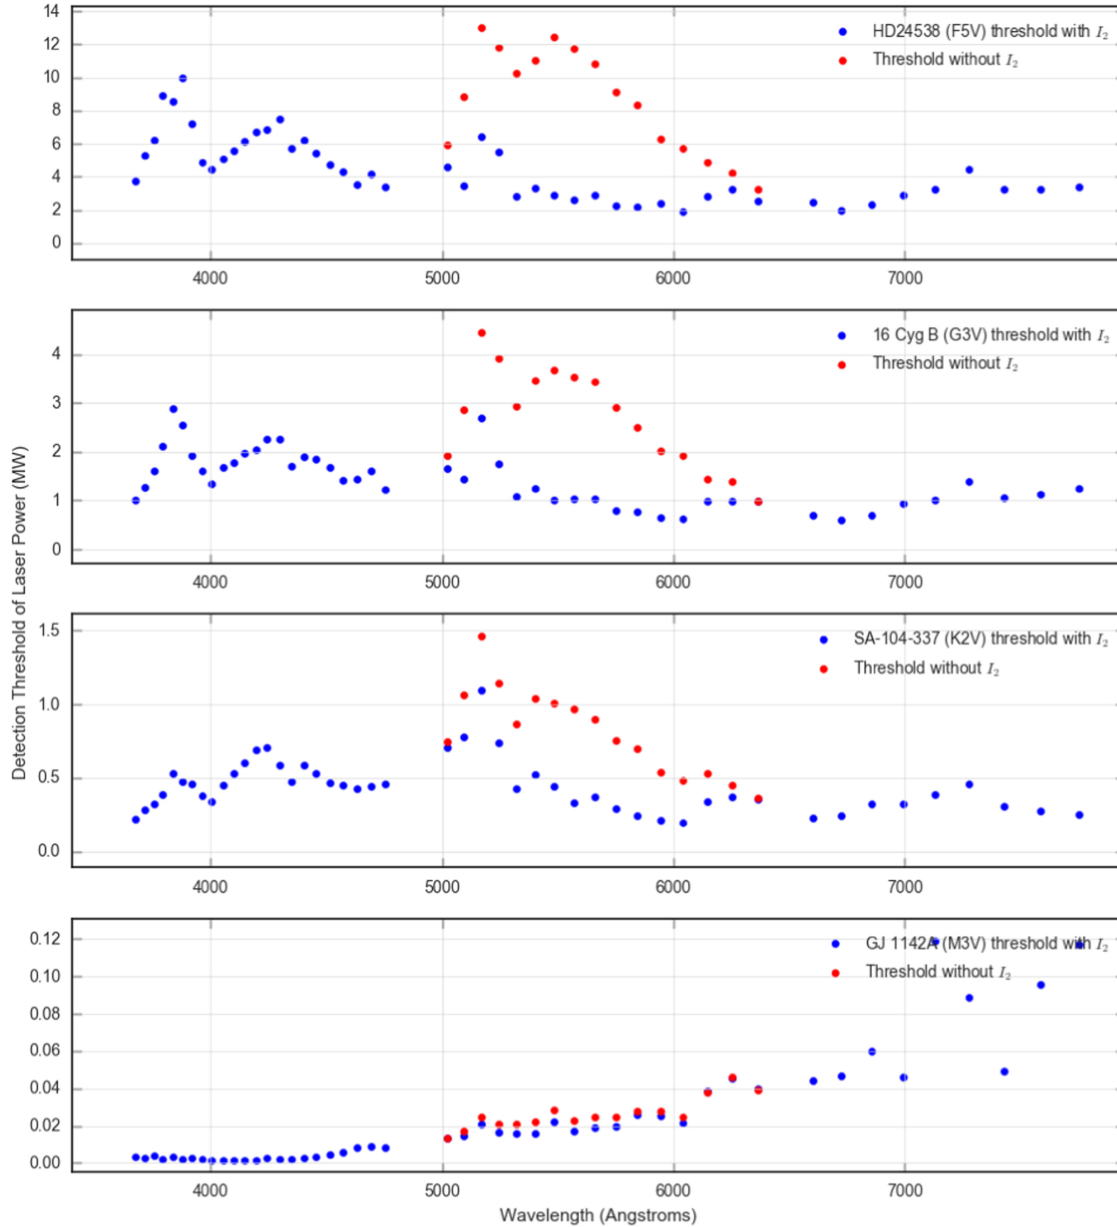 14
12
10
8
6
4
2
0
HD24538 (F5V) threshold with I₂
Threshold without I₂
4000 5000 6000 7000
4
3
2
1
0
16 Cyg B (G3V) threshold with I₂
Threshold without I₂
4000 5000 6000 7000
Detection Threshold of Laser Power (MW)
1.5
1.0
0.5
0.0
SA-104-337 (K2V) threshold with I₂
Threshold without I₂
4000 5000 6000 7000
0.12
0.10
0.08
0.06
0.04
0.02
0.00
GJ 1142A (M3V) threshold with I₂
Threshold without I₂
4000 5000 6000 7000
Wavelength (Angstroms)